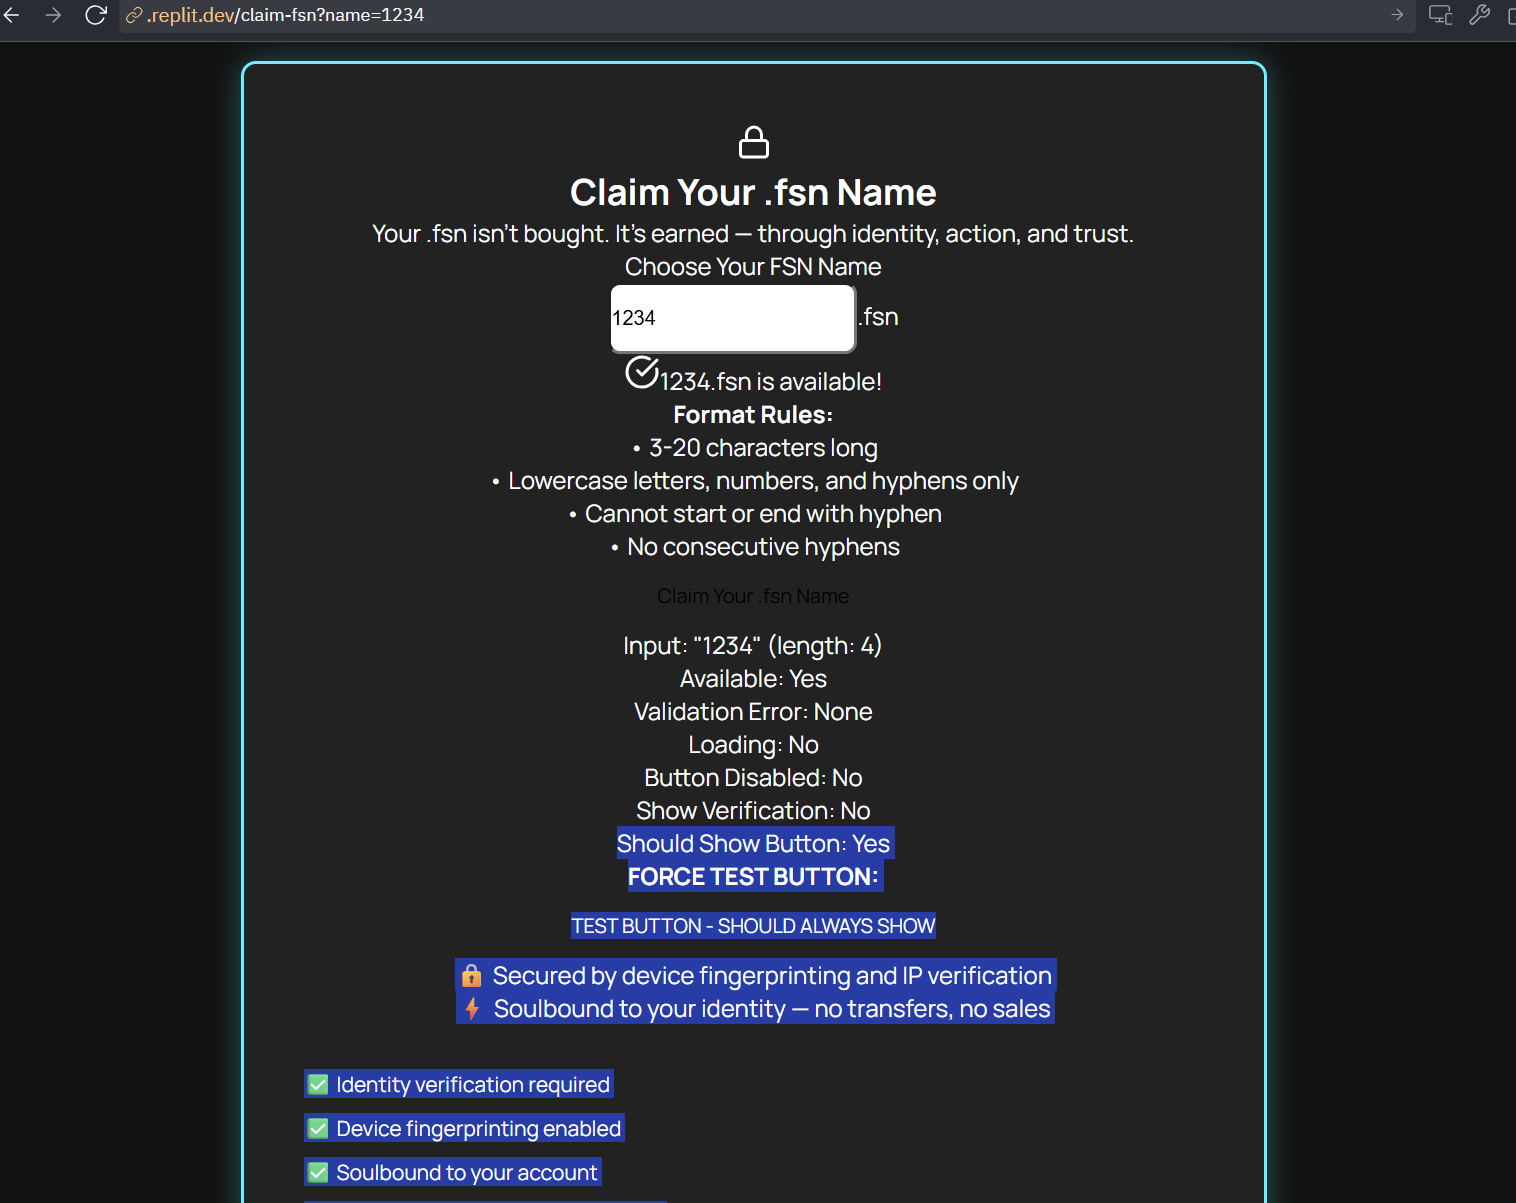 .replit.dev/claim-fsn?name=1234
Claim Your .fsn Name
Your .fsn isn’t bought. It’s earned — through identity, action, and trust.
Choose Your FSN Name
1234 .fsn
1234.fsn is available!
Format Rules:
• 3-20 characters long
• Lowercase letters, numbers, and hyphens only
• Cannot start or end with hyphen
• No consecutive hyphens
Claim Your .fsn Name
Input: "1234" (length: 4)
Available: Yes
Validation Error: None
Loading: No
Button Disabled: No
Show Verification: No
Should Show Button: Yes
FORCE TEST BUTTON:
TEST BUTTON - SHOULD ALWAYS SHOW
🔒 Secured by device fingerprinting and IP verification
⚡ Soulbound to your identity — no transfers, no sales
✅ Identity verification required
✅ Device fingerprinting enabled
✅ Soulbound to your account